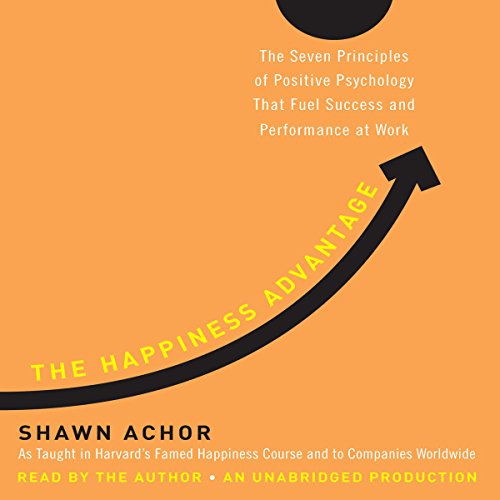 The Seven Principles
of Positive Psychology
That Fuel Success and
Performance at Work
THE HAPPINESS ADVANTAGE
SHAWN ACHOR
As Taught in Harvard's Famed Happiness Course and to Companies Worldwide
READ BY THE AUTHOR • AN UNABRIDGED PRODUCTION